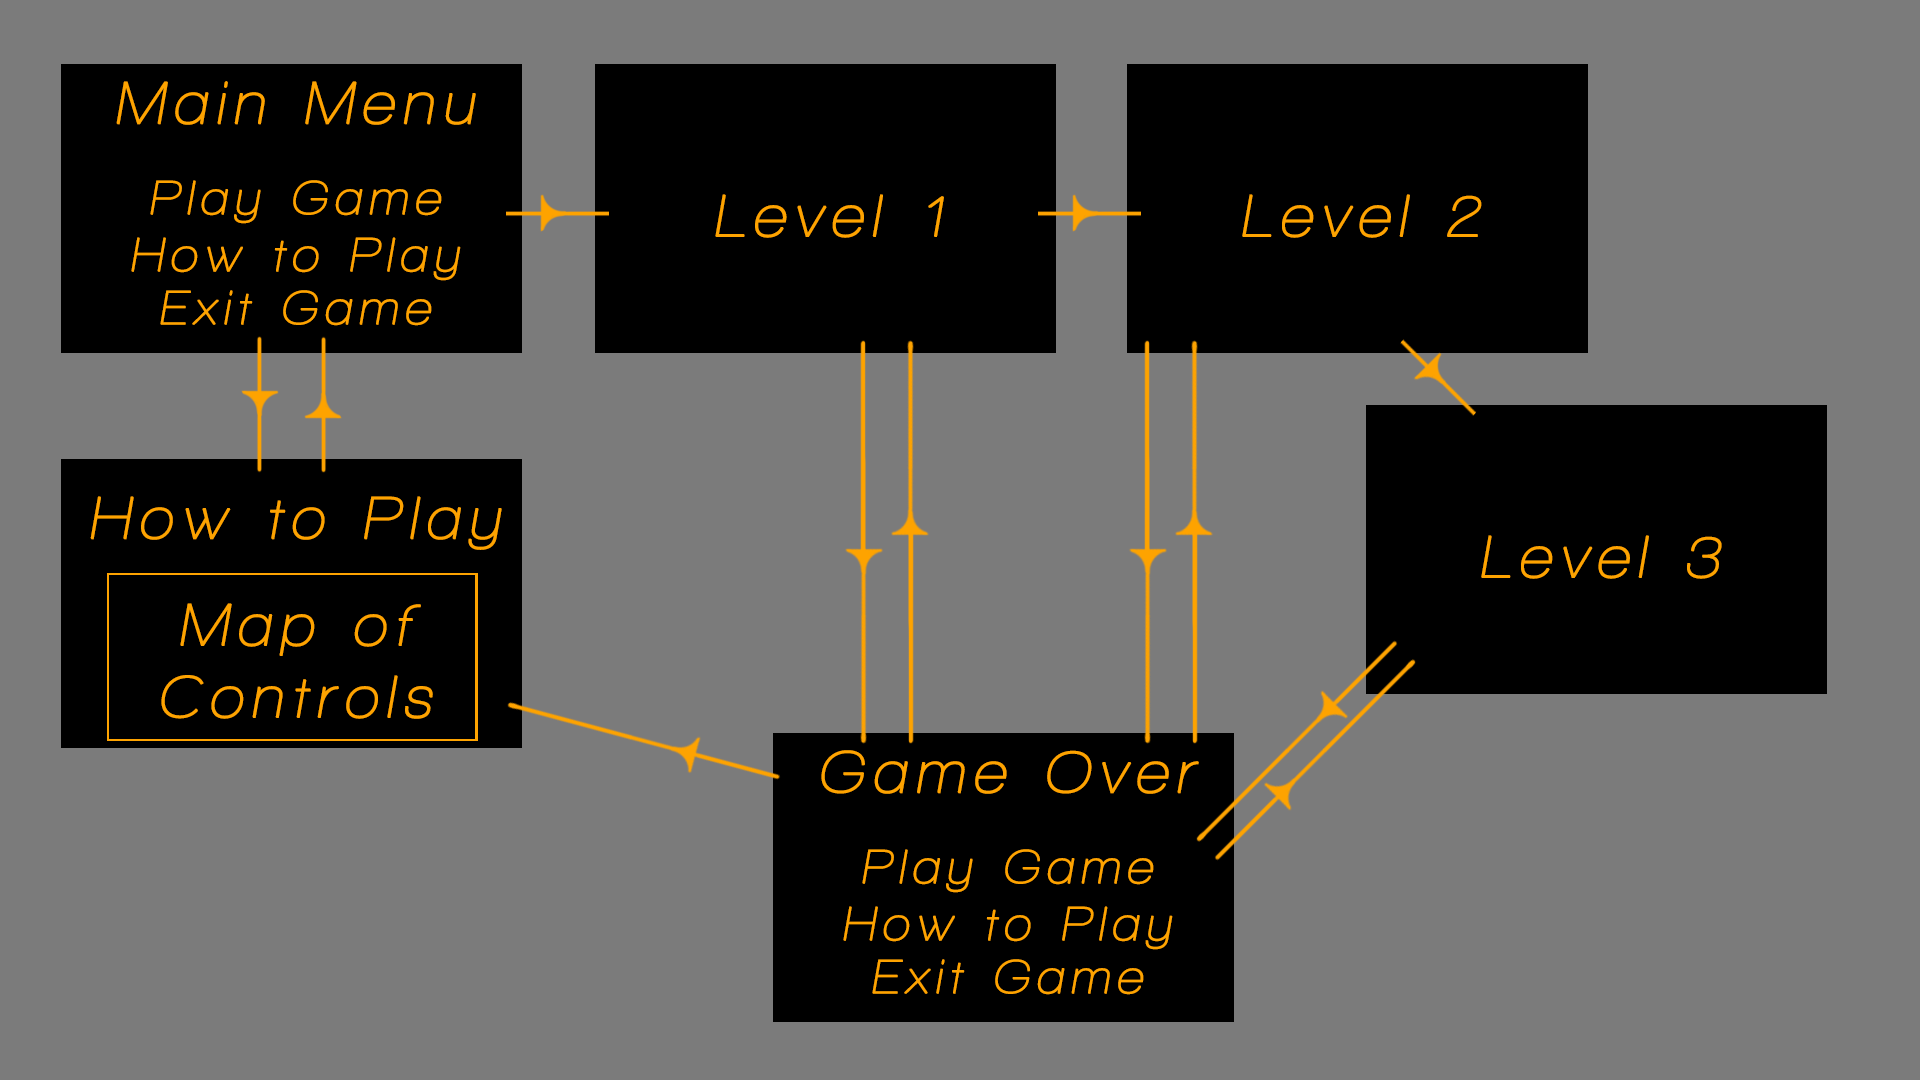 Main Menu
Play Game
How to Play
Exit Game
Level 1
Level 2
How to Play
Map of
Controls
Level 3
Game Over
Play Game
How to Play
Exit Game